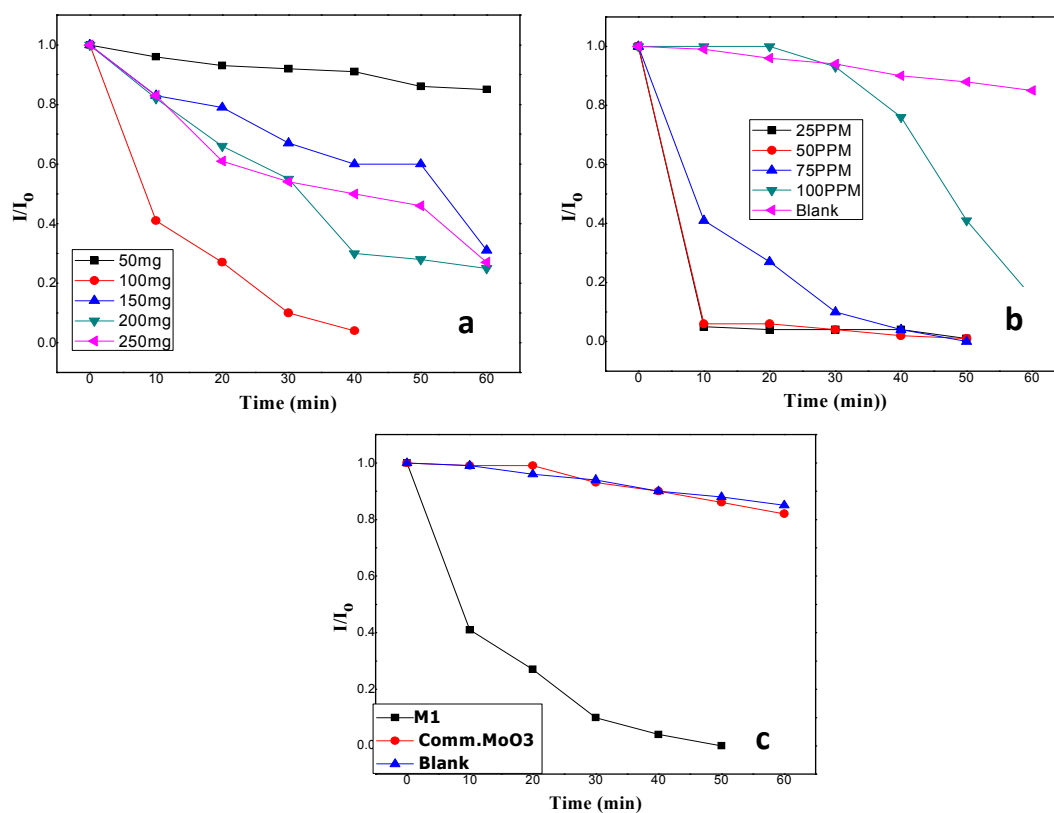 1.0
0.8
0.6
0.4
0.2
0.0
I/I₀
50mg
100mg
150mg
200mg
250mg
a
0 10 20 30 40 50 60
Time (min)
1.0
0.8
0.6
0.4
0.2
0.0
I/I₀
25PPM
50PPM
75PPM
100PPM
Blank
b
0 10 20 30 40 50 60
Time (min))
1.0
0.8
0.6
0.4
0.2
0.0
I/I₀
M1
Comm.MoO3
Blank
c
0 10 20 30 40 50 60
Time (min)